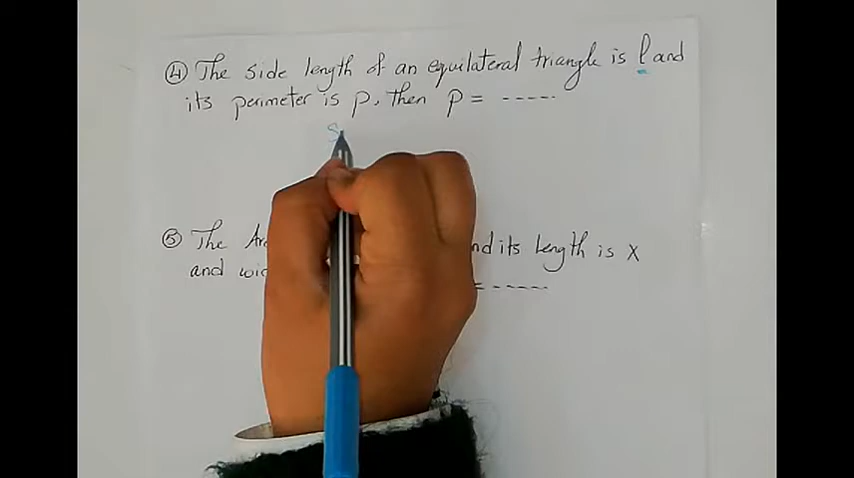 ④ The side length of an equilateral triangle is l and
its perimeter is p, then p = -----
S
⑤ The its length is x
and = -----